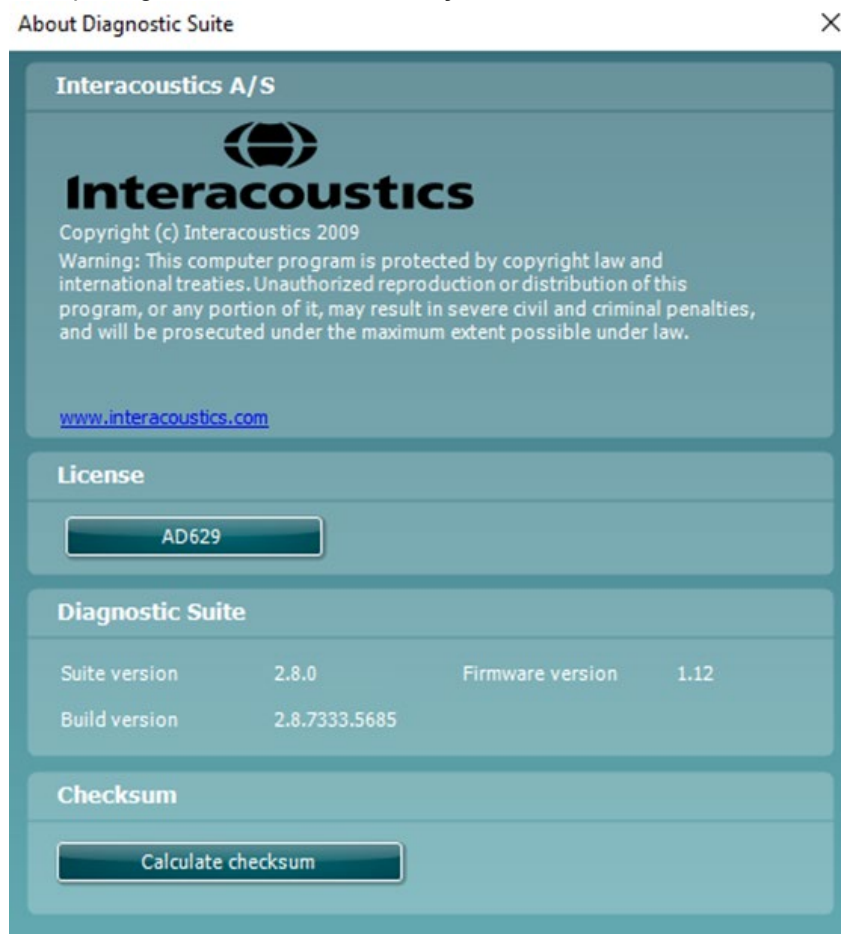 About Diagnostic Suite
Interacoustics A/S
Interacoustics
Copyright (c) Interacoustics 2009
Warning: This computer program is protected by copyright law and
international treaties. Unauthorized reproduction or distribution of this
program, or any portion of it, may result in severe civil and criminal penalties,
and will be prosecuted under the maximum extent possible under law.
www.interacoustics.com
License
AD629
Diagnostic Suite
Suite version 2.8.0 Firmware version 1.12
Build version 2.8.7333.5685
Checksum
Calculate checksum